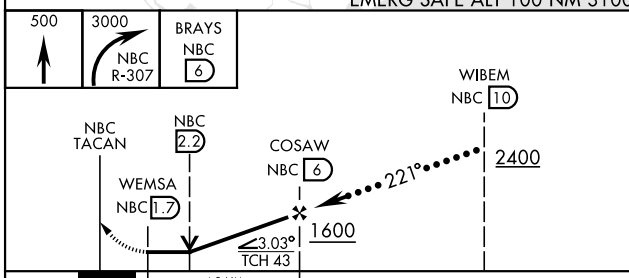 EMERG SAFE ALT 100 NM 3100
500
3000
NBC
R-307
BRAYS
NBC
6
WIBEM
NBC 10
NBC
TACAN
NBC
2.2
COSAW
NBC 6
221°
2400
WEMSA
NBC 1.7
1600
3.03°
TCH 43